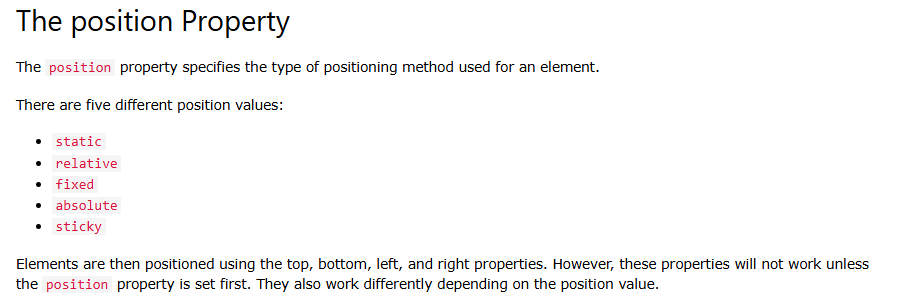 The position Property
The position property specifies the type of positioning method used for an element.
There are five different position values:
static
relative
fixed
absolute
sticky
Elements are then positioned using the top, bottom, left, and right properties. However, these properties will not work unless
the position property is set first. They also work differently depending on the position value.